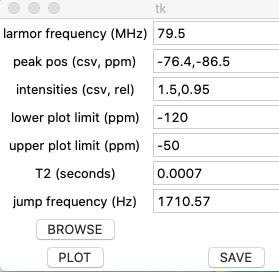 tk
larmor frequency (MHz) 79.5
peak pos (csv, ppm) -76.4,-86.5
intensities (csv, rel) 1.5,0.95
lower plot limit (ppm) -120
upper plot limit (ppm) -50
T2 (seconds) 0.0007
jump frequency (Hz) 1710.57
BROWSE
PLOT SAVE